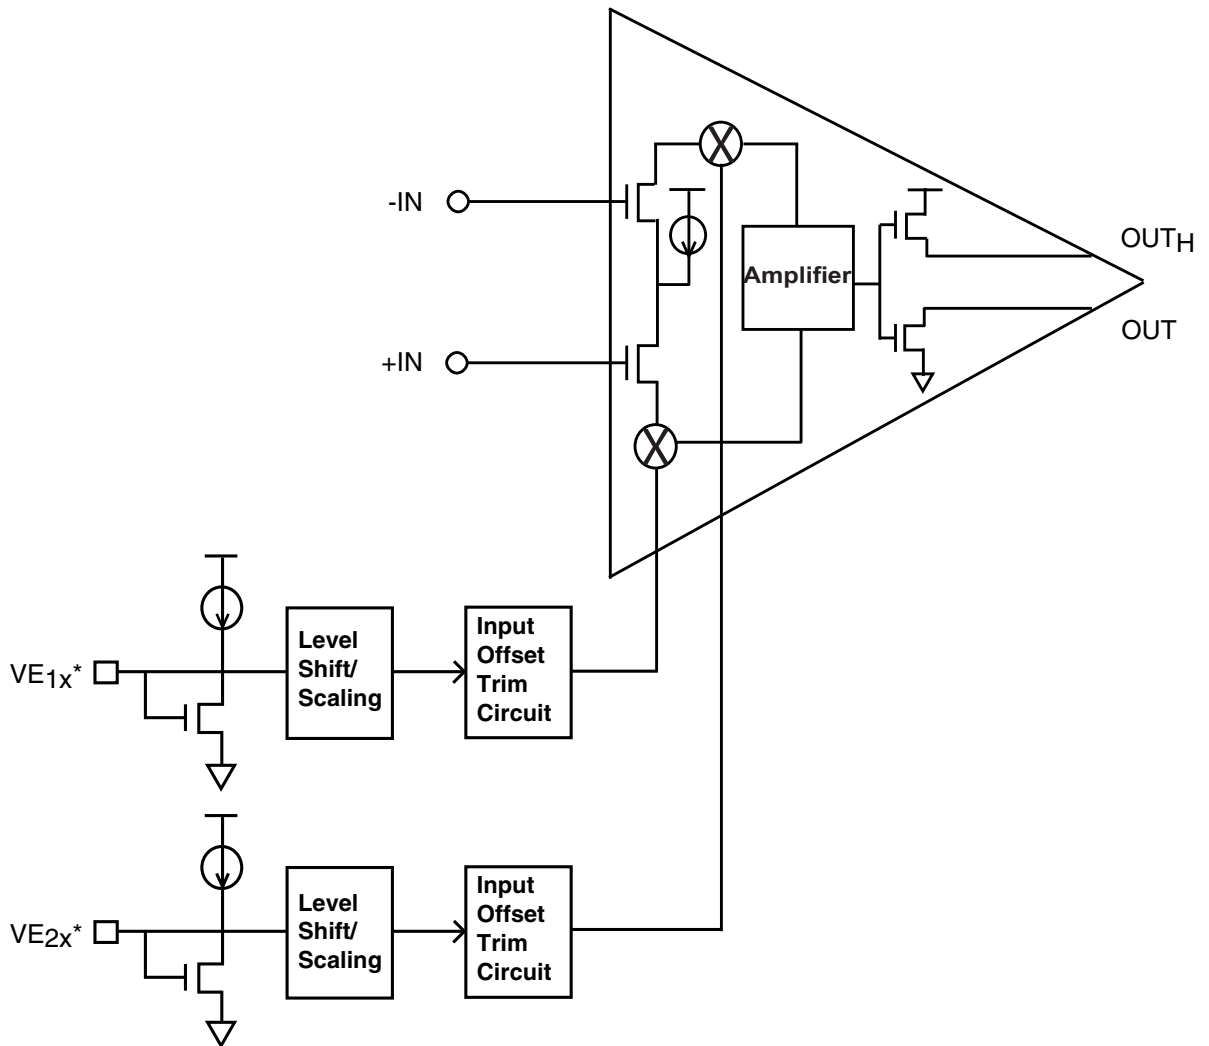 -IN
OUTH
Amplifier
OUT
+IN
VE1x*
Level
Shift/
Scaling
Input
Offset
Trim
Circuit
VE2x*
Level
Shift/
Scaling
Input
Offset
Trim
Circuit